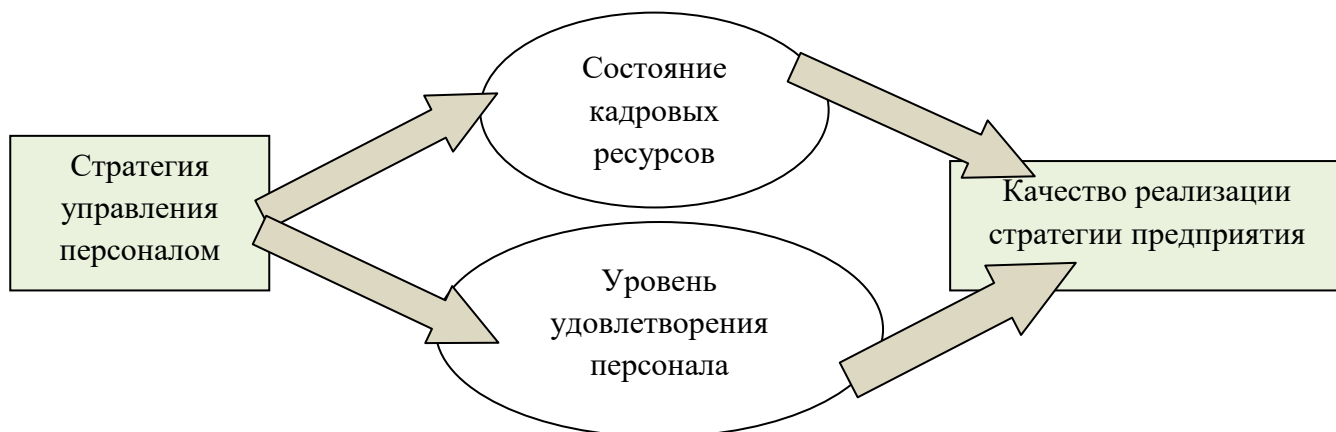 Стратегия
управления
персоналом
Состояние
кадровых
ресурсов
Уровень
удовлетворения
персонала
Качество реализации
стратегии предприятия